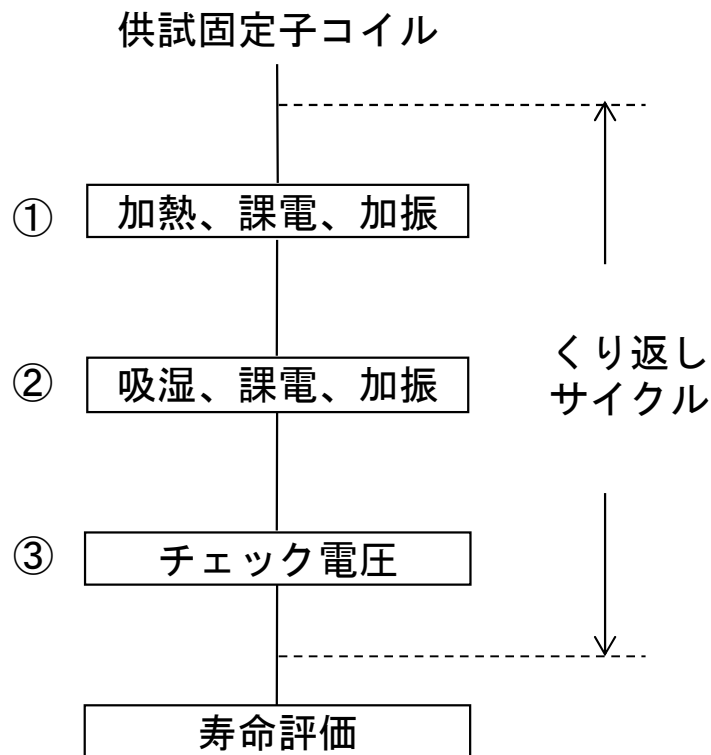 供試固定子コイル
① 加熱、課電、加振
② 吸湿、課電、加振
くり返し
サイクル
③ チェック電圧
寿命評価